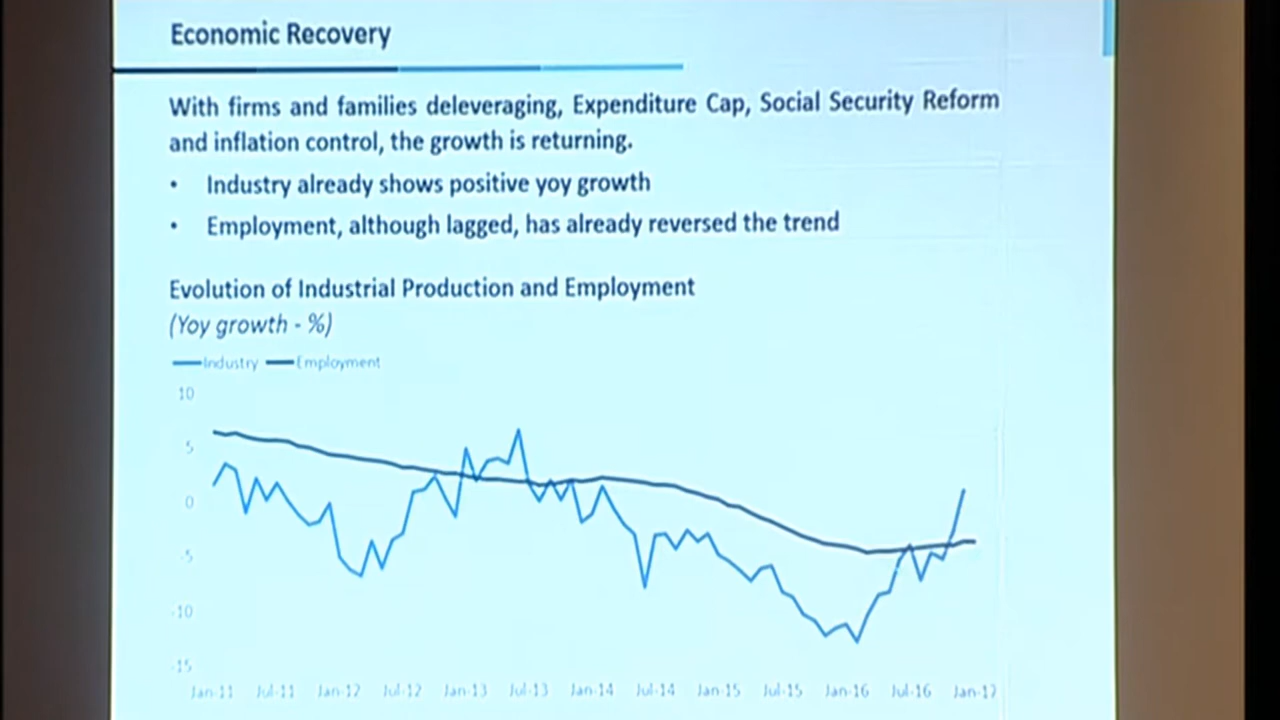 Economic Recovery
With firms and families deleveraging, Expenditure Cap, Social Security Reform
and inflation control, the growth is returning.
• Industry already shows positive yoy growth
• Employment, although lagged, has already reversed the trend
Evolution of Industrial Production and Employment
(Yoy growth - %)
Industry Employment
10
5
0
-5
-10
-15
Jan-11 Jul-11 Jan-12 Jul-12 Jan-13 Jul-13 Jan-14 Jul-14 Jan-15 Jul-15 Jan-16 Jul-16 Jan-17